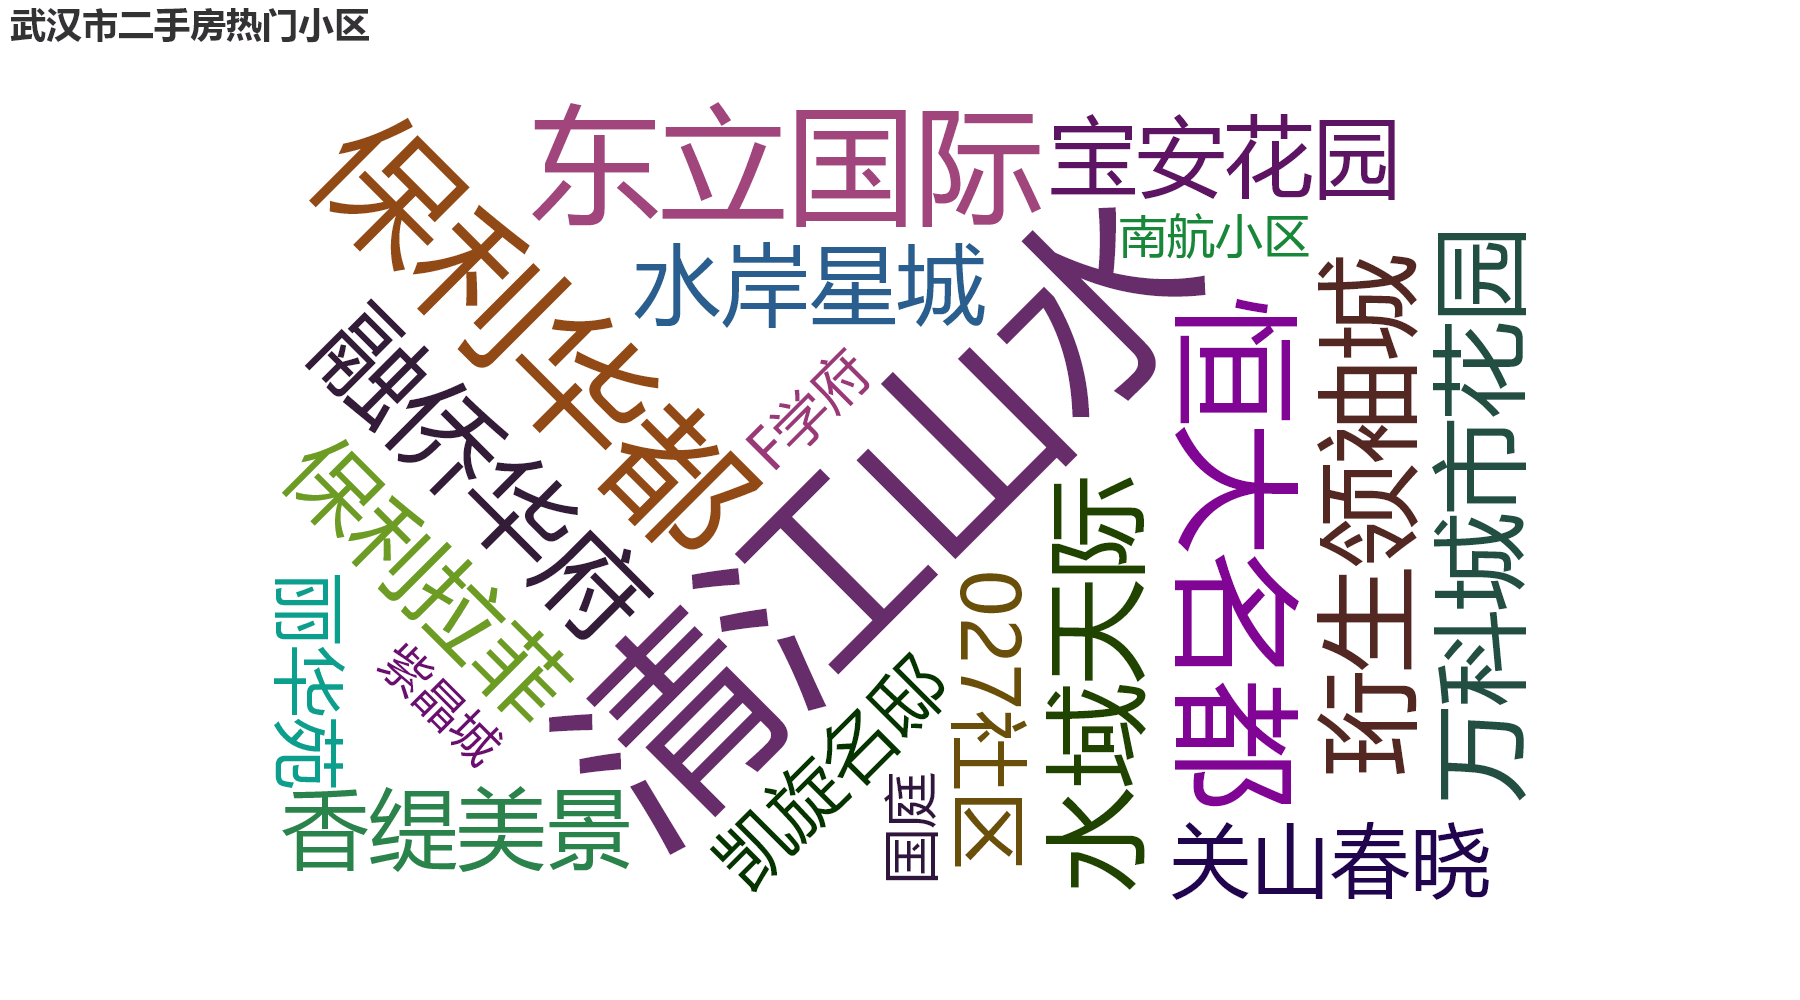 武汉市二手房热门小区
东立国际
宝安花园
保利华都
水岸星城
南航小区
清江山水
恒大名都
珩生领袖城
万科城市花园
融侨华府
F学府
保利拉菲
水域天际
027社区
丽华苑
紫晶城
凯旋名邸
国庭
香缇美景
关山春晓